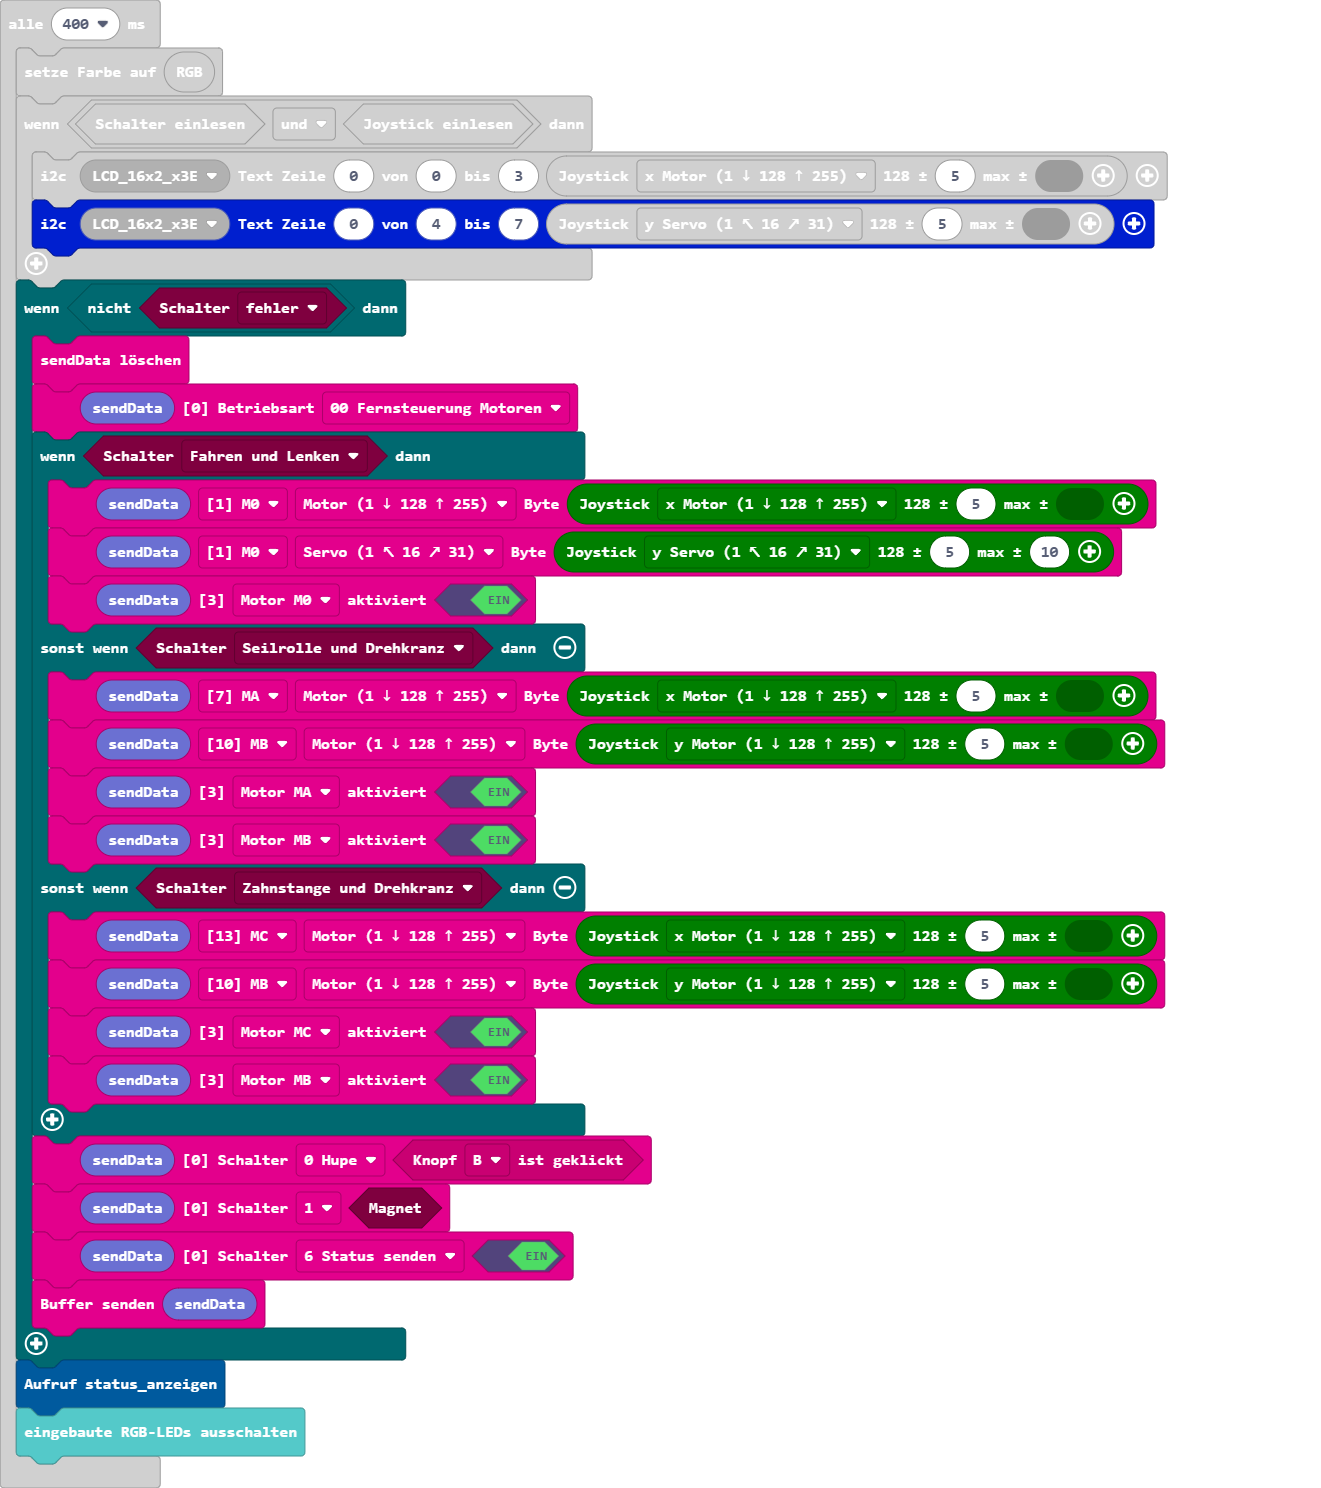 alle 400 ms
setze Farbe auf RGB
wenn Schalter einlesen und Joystick einlesen dann
i2c LCD_16x2_x3E Text Zeile 0 von 0 bis 3 Joystick x Motor (1 ↓ 128 ↑ 255) 128 ± 5 max ±
i2c LCD_16x2_x3E Text Zeile 0 von 4 bis 7 Joystick y Servo (1 ↖ 16 ↗ 31) 128 ± 5 max ±
wenn nicht Schalter fehler dann
sendData löschen
sendData [0] Betriebsart 00 Fernsteuerung Motoren
wenn Schalter Fahren und Lenken dann
sendData [1] M0 Motor (1 ↓ 128 ↑ 255) Byte Joystick x Motor (1 ↓ 128 ↑ 255) 128 ± 5 max ±
sendData [1] M0 Servo (1 ↖ 16 ↗ 31) Byte Joystick y Servo (1 ↖ 16 ↗ 31) 128 ± 5 max ± 10
sendData [3] Motor M0 aktiviert EIN
sonst wenn Schalter Seilrolle und Drehkranz dann
sendData [7] MA Motor (1 ↓ 128 ↑ 255) Byte Joystick x Motor (1 ↓ 128 ↑ 255) 128 ± 5 max ±
sendData [10] MB Motor (1 ↓ 128 ↑ 255) Byte Joystick y Motor (1 ↓ 128 ↑ 255) 128 ± 5 max ±
sendData [3] Motor MA aktiviert EIN
sendData [3] Motor MB aktiviert EIN
sonst wenn Schalter Zahnstange und Drehkranz dann
sendData [13] MC Motor (1 ↓ 128 ↑ 255) Byte Joystick x Motor (1 ↓ 128 ↑ 255) 128 ± 5 max ±
sendData [10] MB Motor (1 ↓ 128 ↑ 255) Byte Joystick y Motor (1 ↓ 128 ↑ 255) 128 ± 5 max ±
sendData [3] Motor MC aktiviert EIN
sendData [3] Motor MB aktiviert EIN
sendData [0] Schalter 0 Hupe Knopf B ist geklickt
sendData [0] Schalter 1 Magnet
sendData [0] Schalter 6 Status senden EIN
Buffer senden sendData
Aufruf status_anzeigen
eingebaute RGB-LEDs ausschalten